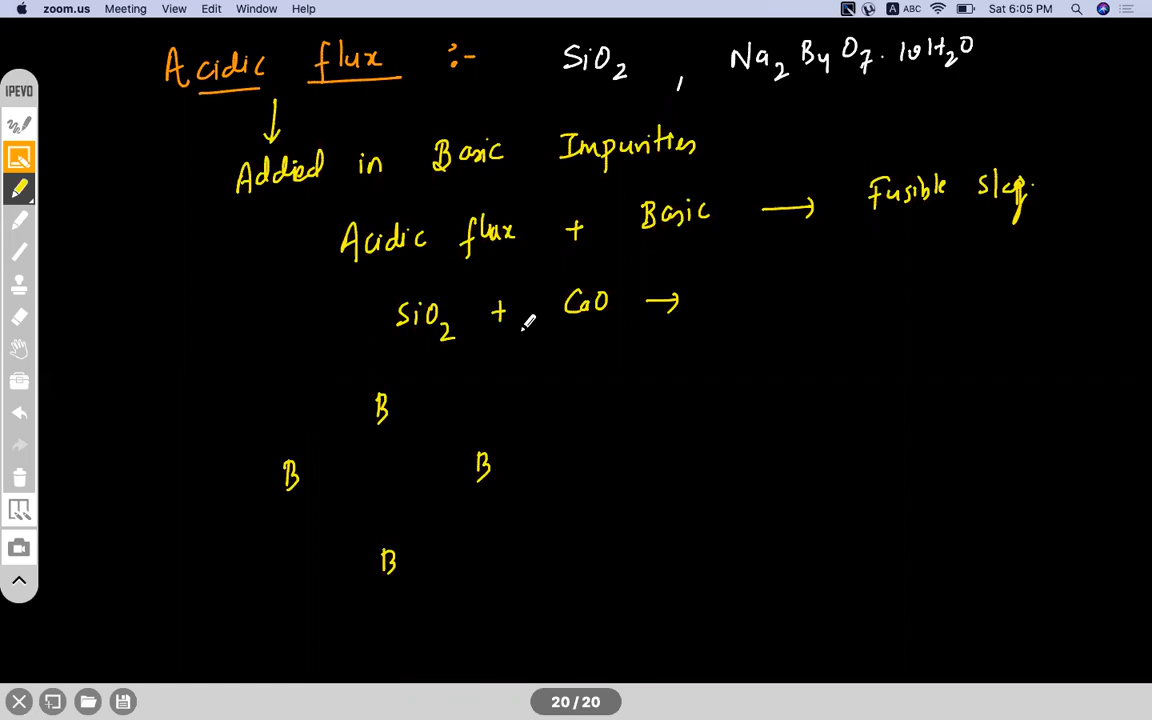 zoom.us Meeting View Edit Window Help
A ABC Sat 6:05 PM
IPEVO
Acidic flux :- SiO₂ , Na₂B₄O₇·10H₂O
Added in Basic Impurities
Acidic flux + Basic → Fusible slag.
SiO₂ + CaO →
B
B B
B
20 / 20